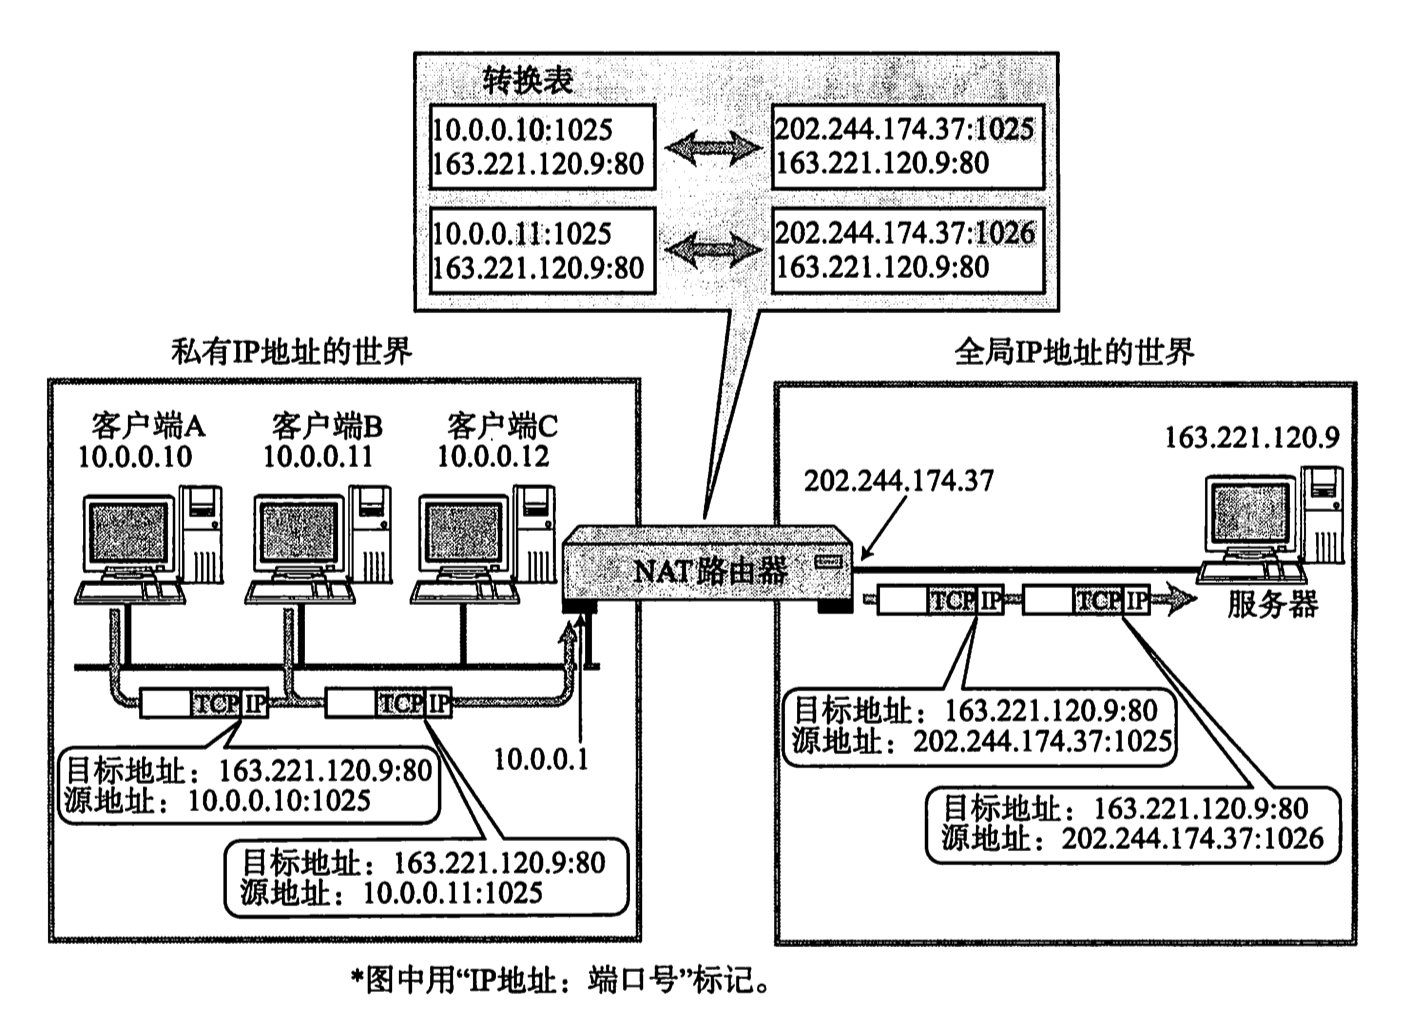 转换表
10.0.0.10:1025
163.221.120.9:80
202.244.174.37:1025
163.221.120.9:80
10.0.0.11:1025
163.221.120.9:80
202.244.174.37:1026
163.221.120.9:80
私有IP地址的世界
客户端A
10.0.0.10
客户端B
10.0.0.11
客户端C
10.0.0.12
NAT路由器
TCP IP
TCP IP
10.0.0.1
目标地址：163.221.120.9:80
源地址：10.0.0.10:1025
目标地址：163.221.120.9:80
源地址：10.0.0.11:1025
全局IP地址的世界
163.221.120.9
202.244.174.37
服务器
TCP IP
TCP IP
目标地址：163.221.120.9:80
源地址：202.244.174.37:1025
目标地址：163.221.120.9:80
源地址：202.244.174.37:1026
*图中用“IP地址：端口号”标记。